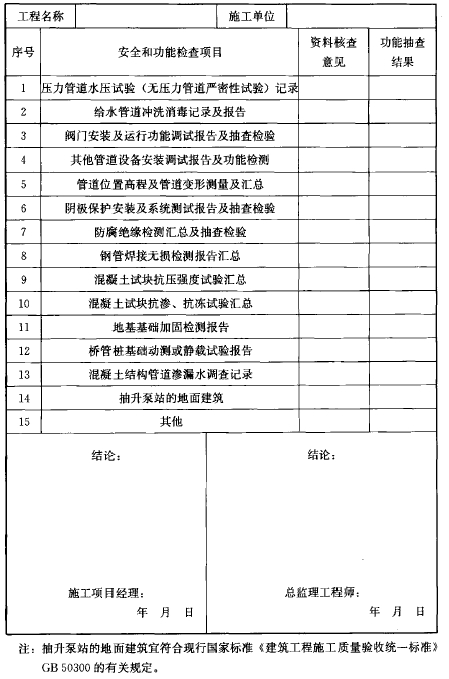 工程名称 施工单位
序号 安全和功能检查项目 资料核查意见 功能抽查结果
1 压力管道水压试验（无压力管道严密性试验）记录
2 给水管道冲洗消毒记录及报告
3 阀门安装及运行功能调试报告及抽查检验
4 其他管道设备安装调试报告及功能检测
5 管道位置高程及管道变形测量及汇总
6 阴极保护安装及系统测试报告及抽查检验
7 防腐绝缘检测汇总及抽查检验
8 钢管焊接无损检测报告汇总
9 混凝土试块抗压强度试验汇总
10 混凝土试块抗渗、抗冻试验汇总
11 地基基础加固检测报告
12 桥管桩基础动测或静载试验报告
13 混凝土结构管道渗漏水调查记录
14 抽升泵站的地面建筑
15 其他
结论： 结论：
施工项目经理： 总监理工程师：
年 月 日 年 月 日
注：抽升泵站的地面建筑宜符合现行国家标准《建筑工程施工质量验收统一标准》
GB 50300 的有关规定。